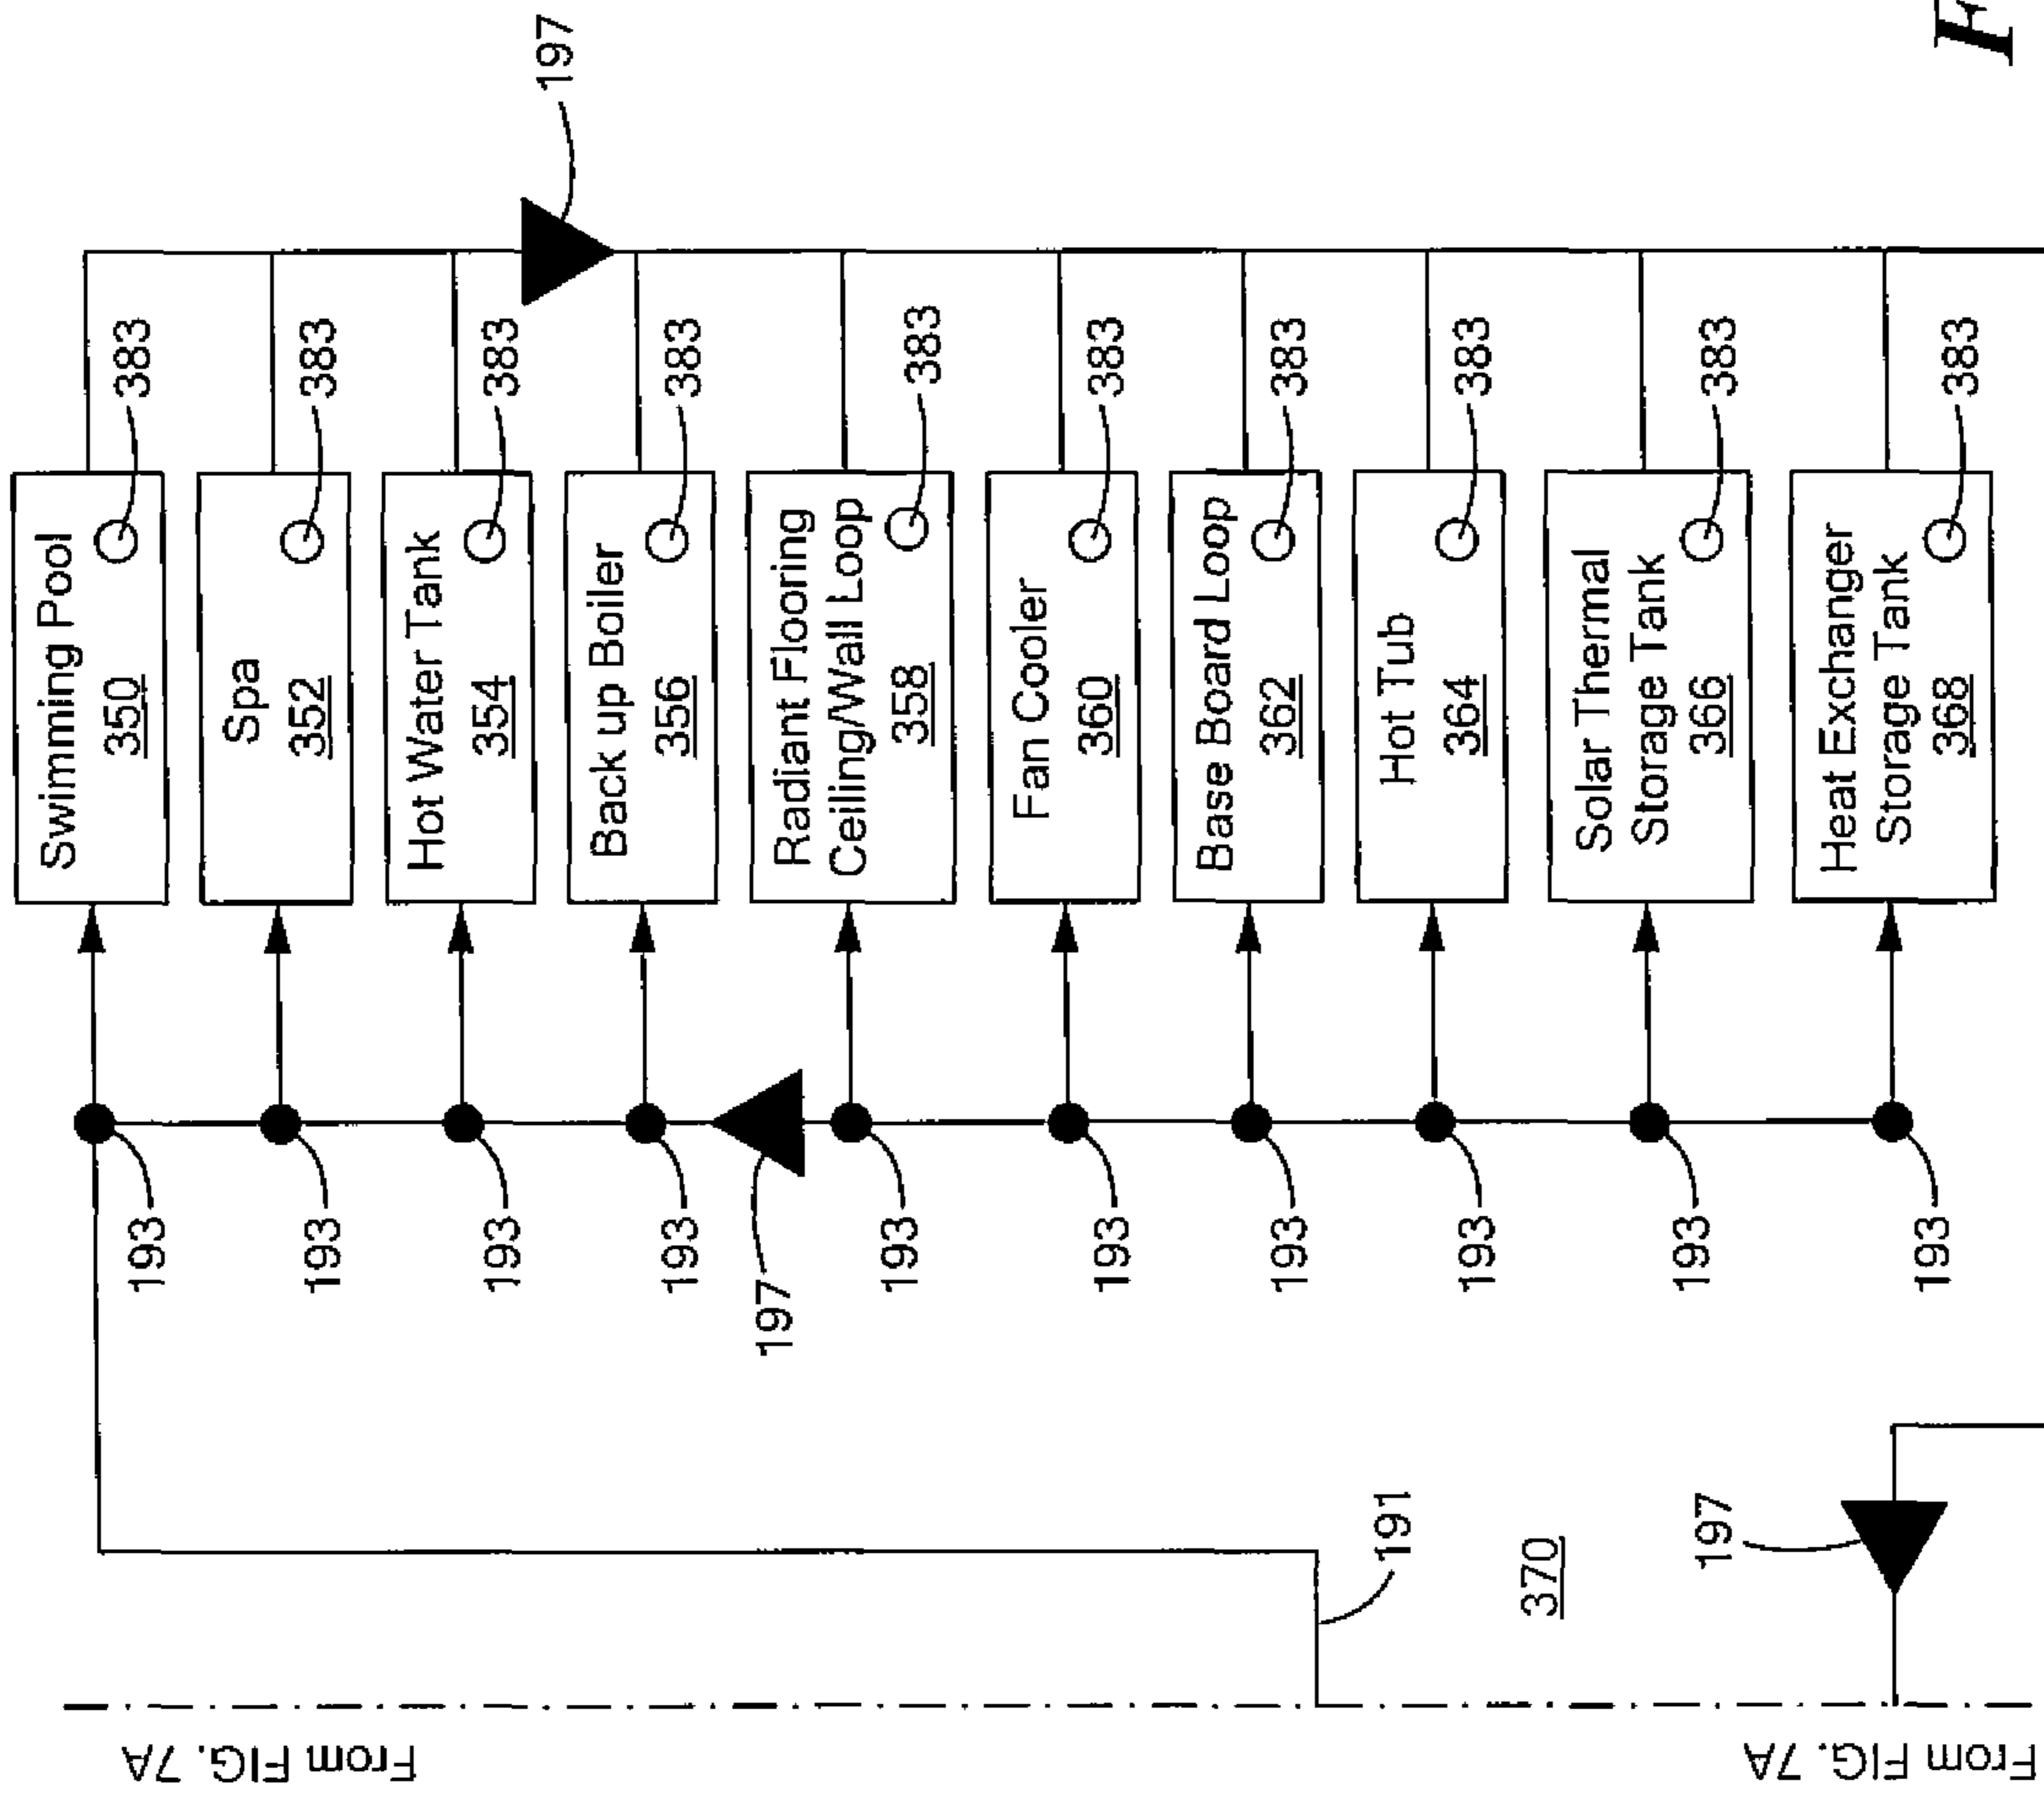 Swimming Pool
350
383
193
Spa
352
383
193
Hot Water Tank
354
383
193
197
Back up Boiler
356
383
193
197
Radiant Flooring
Ceiling/Wall Loop
358
383
193
Fan Cooler
360
383
193
Base Board Loop
362
383
193
Hot Tub
364
383
193
Solar Thermal
Storage Tank
366
383
193
Heat Exchanger
Storage Tank
368
383
193
191
370
197
From FIG. 7A
From FIG. 7A
F